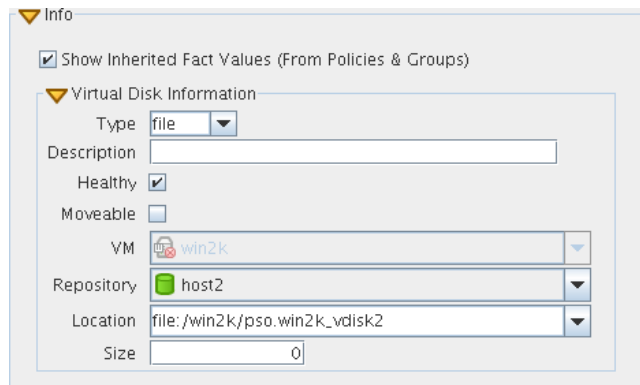 Info
Show Inherited Fact Values (From Policies & Groups)
Virtual Disk Information
Type file
Description
Healthy
Moveable
VM win2k
Repository host2
Location file:/win2k/pso.win2k_vdisk2
Size 0